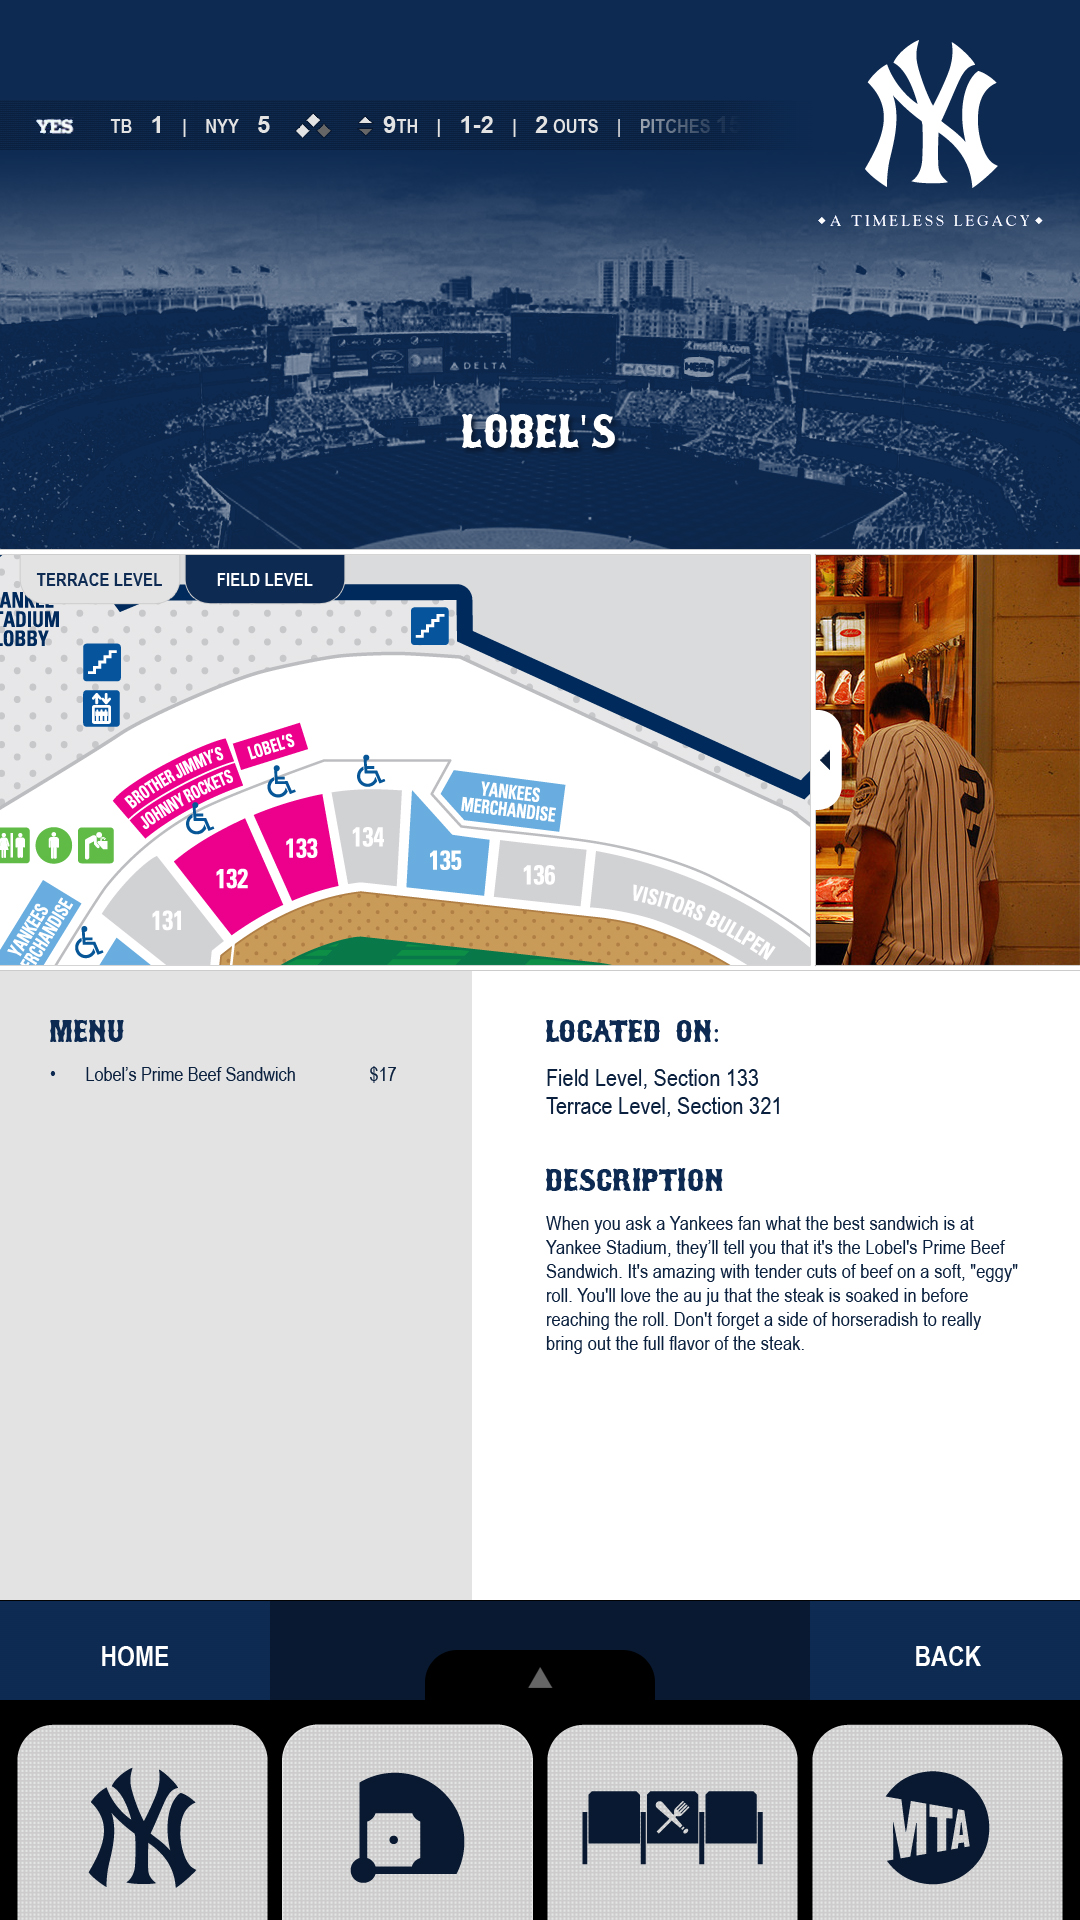 YES TB 1 | NYY 5 9TH | 1-2 | 2 OUTS | PITCHES 15
NY
A TIMELESS LEGACY
DELTA
at&t
metlife.com
CASIO
LOBEL'S
TERRACE LEVEL
FIELD LEVEL
TADIUM
LOBBY
BROTHER JIMMY'S
JOHNNY ROCKETS
LOBEL'S
YANKEES
MERCHANDISE
131
132
133
134
135
136
VISITORS BULLPEN
YANKEES
ERCHANDISE
2
MENU
• Lobel’s Prime Beef Sandwich $17
LOCATED ON:
Field Level, Section 133
Terrace Level, Section 321
DESCRIPTION
When you ask a Yankees fan what the best sandwich is at
Yankee Stadium, they’ll tell you that it's the Lobel's Prime Beef
Sandwich. It's amazing with tender cuts of beef on a soft, "eggy"
roll. You'll love the au ju that the steak is soaked in before
reaching the roll. Don't forget a side of horseradish to really
bring out the full flavor of the steak.
HOME
BACK
NY
MTA